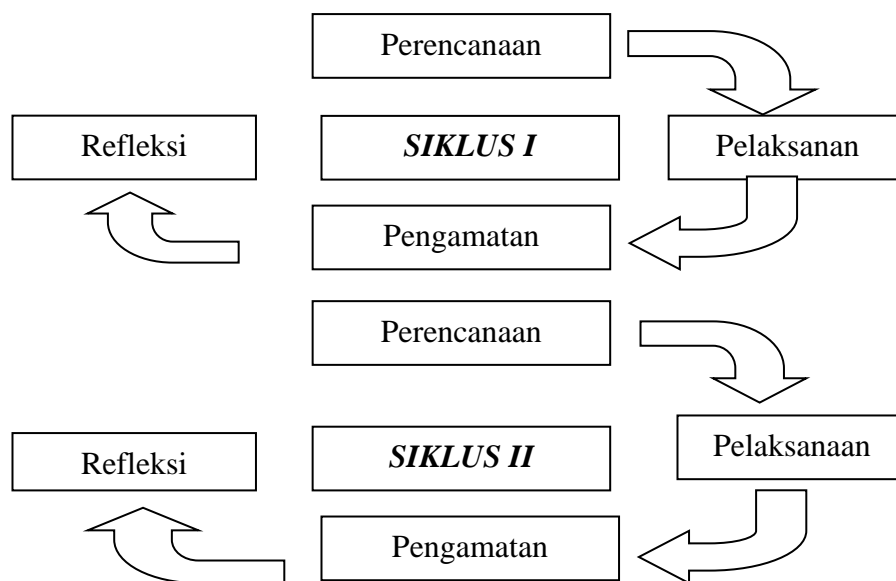 Perencanaan
Refleksi
SIKLUS I
Pelaksanan
Pengamatan
Perencanaan
Refleksi
SIKLUS II
Pelaksanaan
Pengamatan